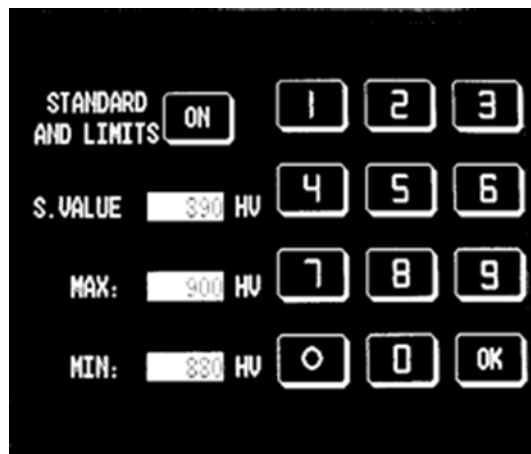 STANDARD AND LIMITS ON
1 2 3
S.VALUE 890 HV
4 5 6
MAX: 900 HV
7 8 9
MIN: 880 HV
0 OK